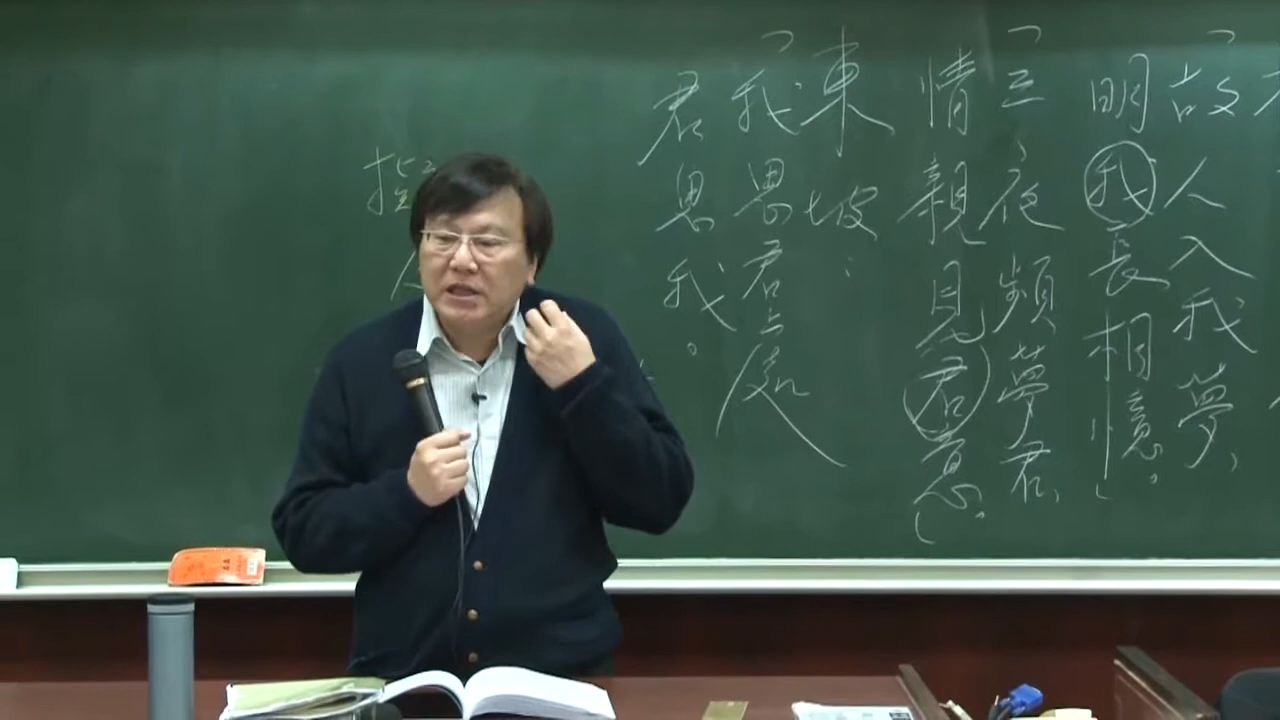 「故人入我夢,
明我長相憶。」
「三夜頻夢君,
情親見君意。」
東坡:
「我思君處
君思我。